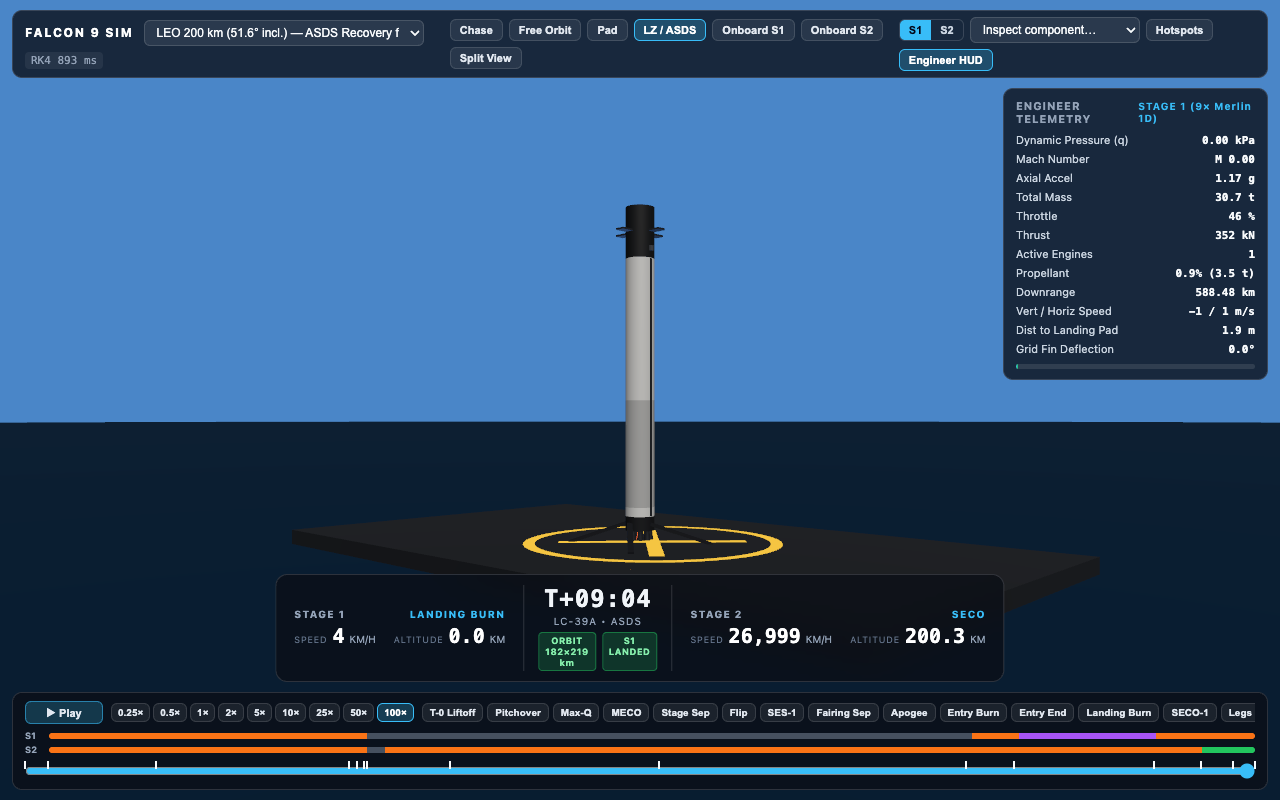 FALCON 9 SIM
LEO 200 km (51.6° incl.) — ASDS Recovery f
RK4 893 ms
Chase
Free Orbit
Pad
LZ / ASDS
Onboard S1
Onboard S2
Split View
S1
S2
Inspect component…
Hotspots
Engineer HUD
ENGINEER TELEMETRY
STAGE 1 (9× Merlin 1D)
Dynamic Pressure (q) 0.00 kPa
Mach Number M 0.00
Axial Accel 1.17 g
Total Mass 30.7 t
Throttle 46 %
Thrust 352 kN
Active Engines 1
Propellant 0.9% (3.5 t)
Downrange 588.48 km
Vert / Horiz Speed −1 / 1 m/s
Dist to Landing Pad 1.9 m
Grid Fin Deflection 0.0°
STAGE 1 LANDING BURN
SPEED 4 KM/H ALTITUDE 0.0 KM
T+09:04
LC-39A • ASDS
ORBIT 182×219 km
S1 LANDED
STAGE 2 SECO
SPEED 26,999 KM/H ALTITUDE 200.3 KM
▶ Play
0.25×
0.5×
1×
2×
5×
10×
25×
50×
100×
T-0 Liftoff
Pitchover
Max-Q
MECO
Stage Sep
Flip
SES-1
Fairing Sep
Apogee
Entry Burn
Entry End
Landing Burn
SECO-1
Legs
S1
S2